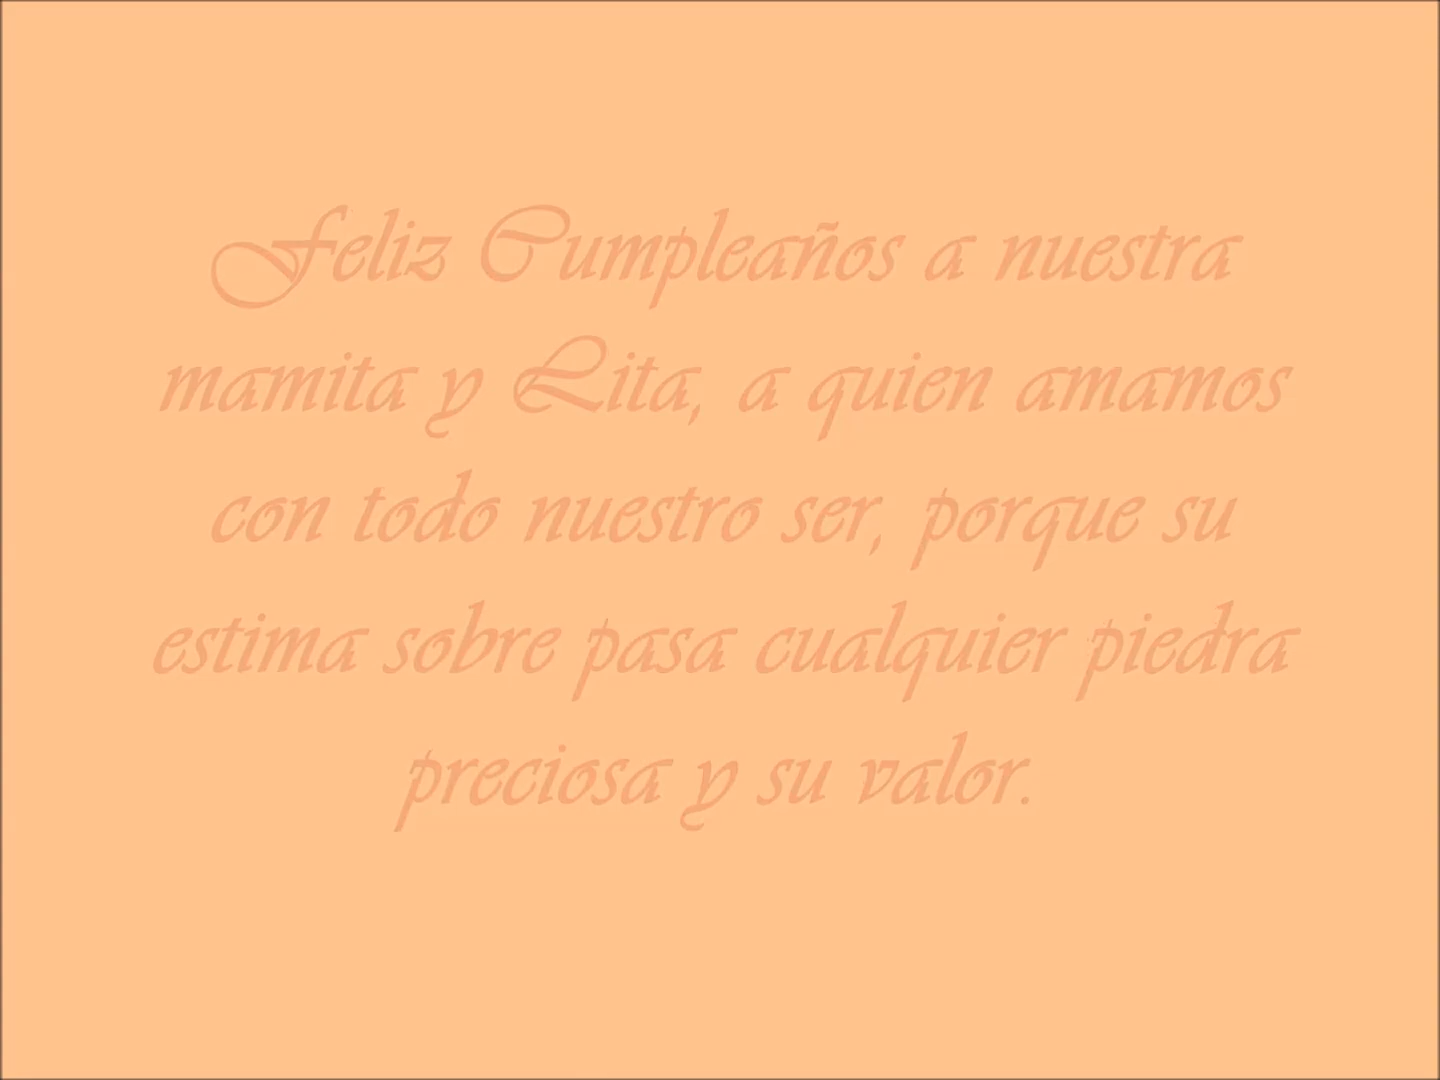 Feliz Cumpleaños a nuestra
mamita y Lita, a quien amamos
con todo nuestro ser, porque su
estima sobre pasa cualquier piedra
preciosa y su valor.